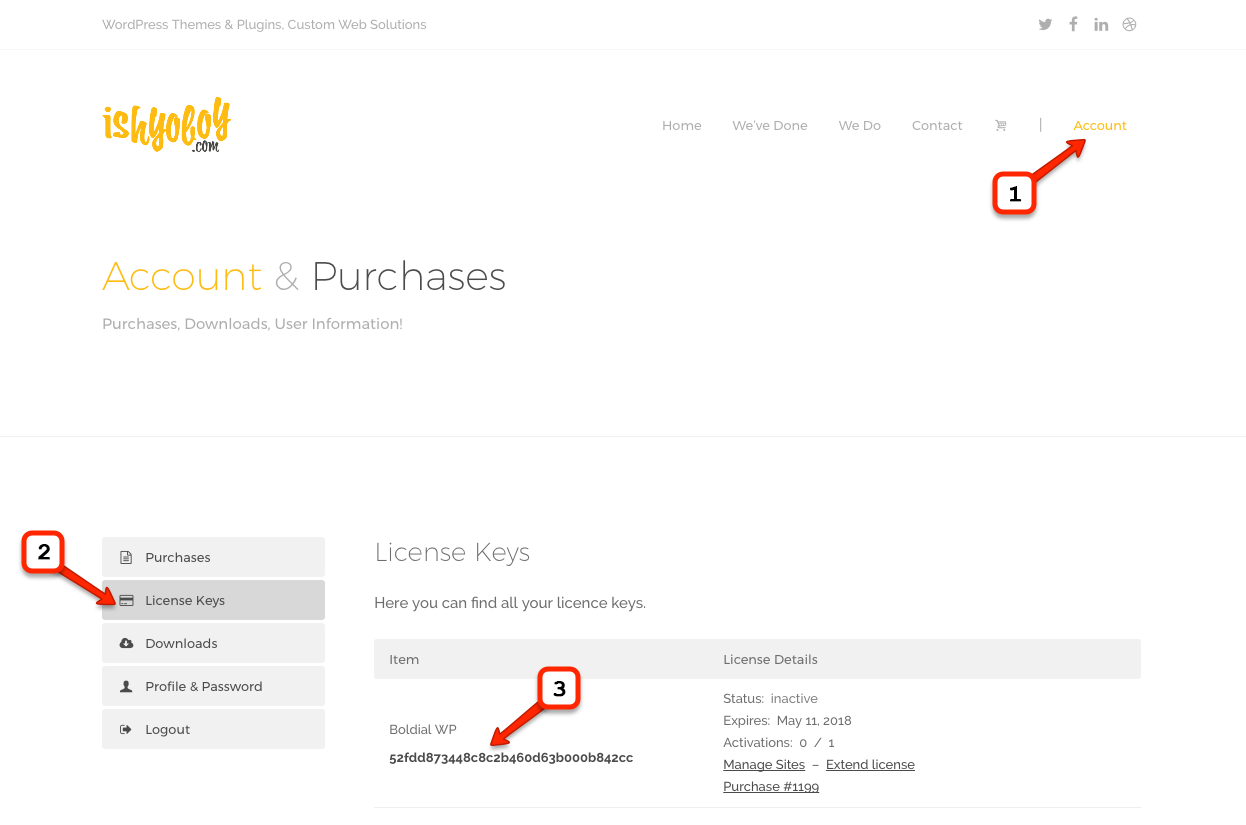 WordPress Themes & Plugins, Custom Web Solutions
ishyoboy
.com
Home We've Done We Do Contact | Account
1
Account & Purchases
Purchases, Downloads, User Information!
2
Purchases
License Keys
Downloads
Profile & Password
Logout
License Keys
Here you can find all your licence keys.
Item License Details
3
Boldial WP
52fdd873448c8c2b460d63b000b842cc
Status: inactive
Expires: May 11, 2018
Activations: 0 / 1
Manage Sites – Extend license
Purchase #1199